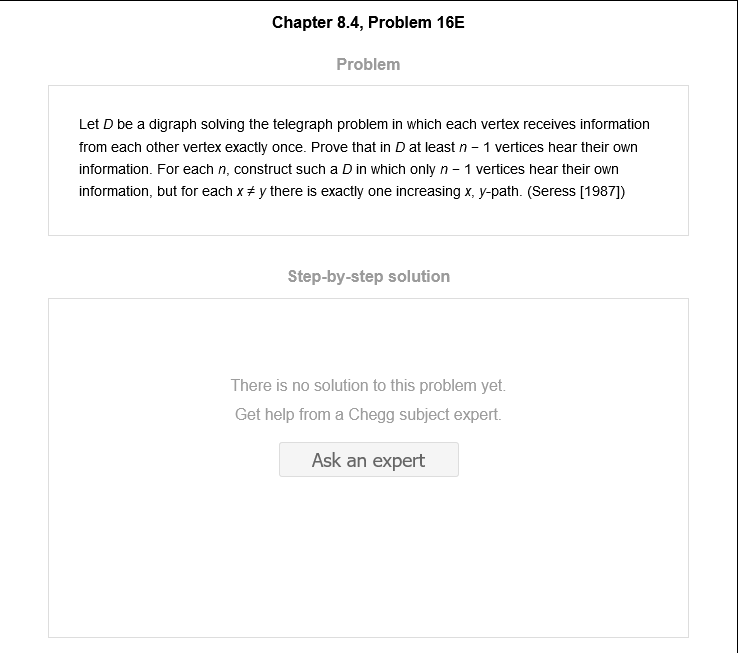 Chapter 8.4, Problem 16E
Problem
Let D be a digraph solving the telegraph problem in which each vertex receives information
from each other vertex exactly once. Prove that in D at least n − 1 vertices hear their own
information. For each n, construct such a D in which only n − 1 vertices hear their own
information, but for each x ≠ y there is exactly one increasing x, y-path. (Seress [1987])
Step-by-step solution
There is no solution to this problem yet.
Get help from a Chegg subject expert.
Ask an expert